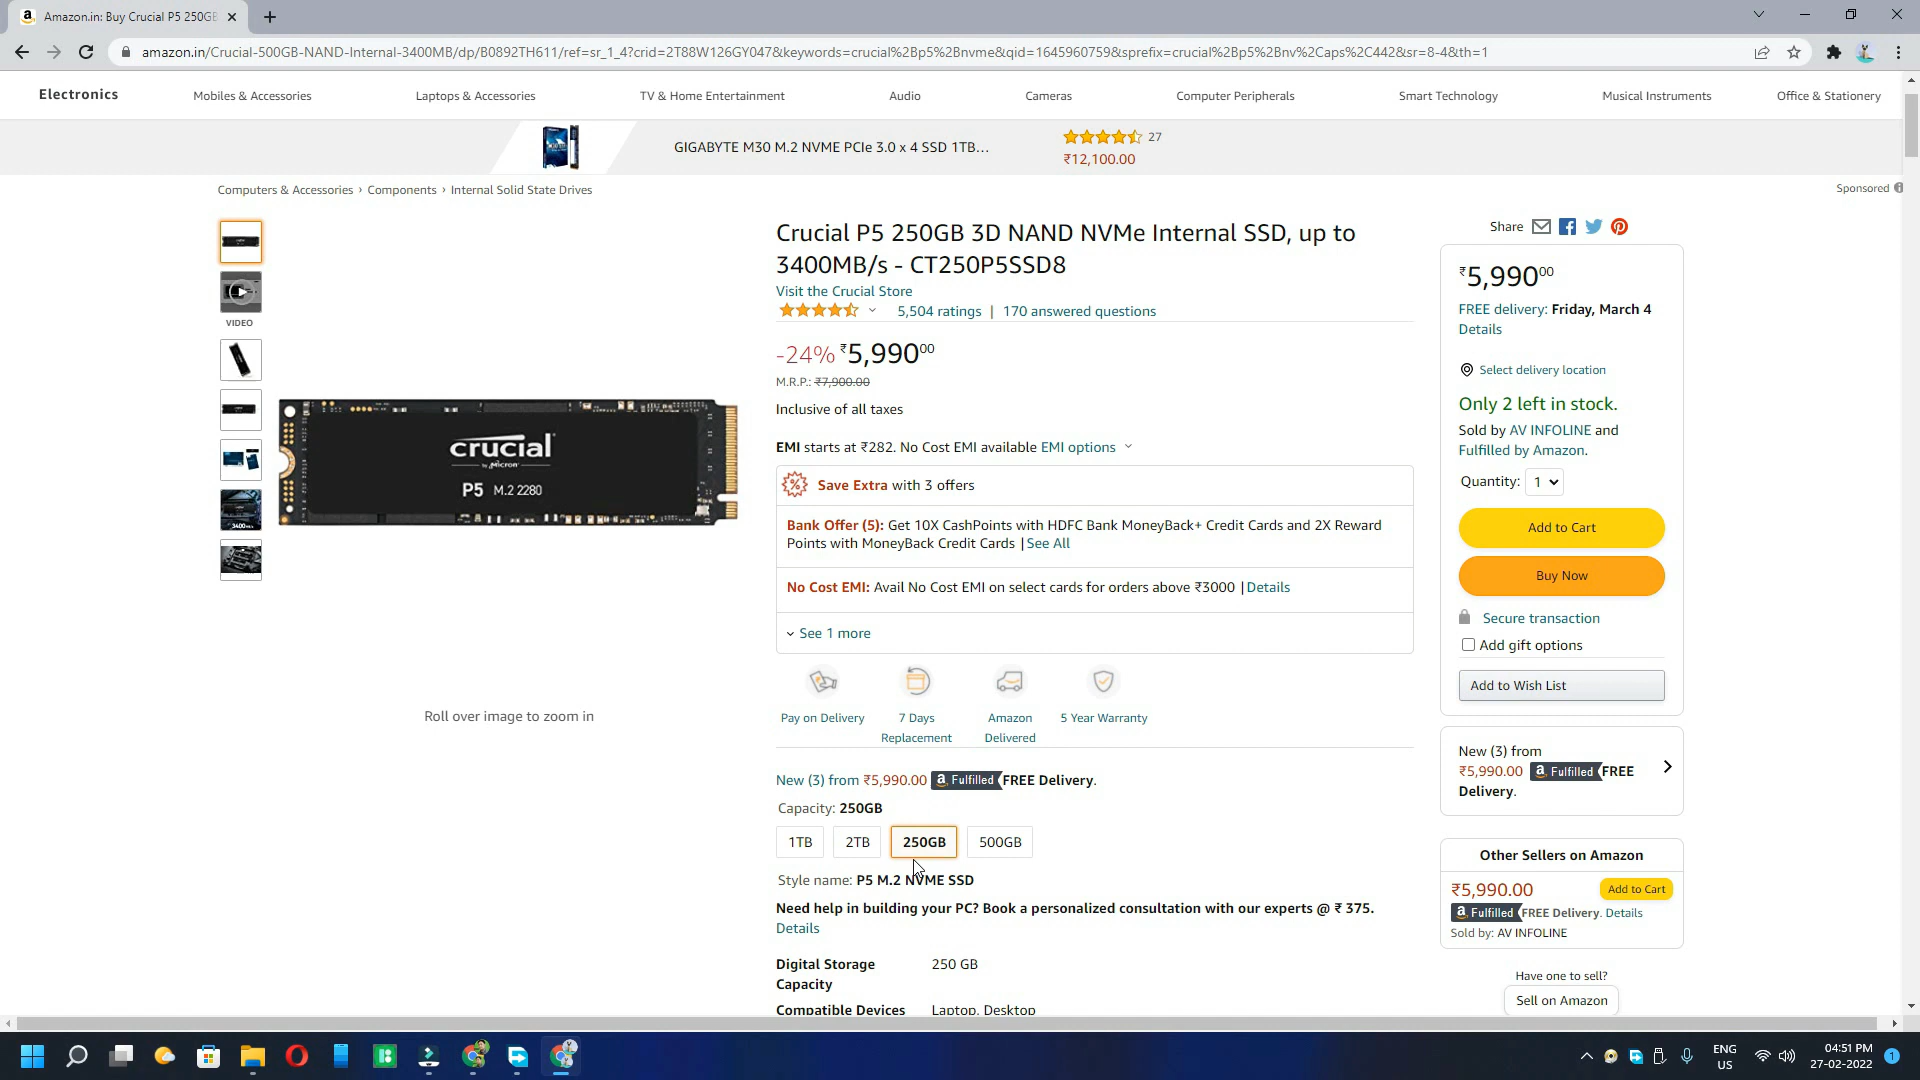 Amazon.in: Buy Crucial P5 250GB
amazon.in/Crucial-500GB-NAND-Internal-3400MB/dp/B0892TH611/ref=sr_1_4?crid=2T88W126GY047&keywords=crucial%2Bp5%2Bnvme&qid=1645960759&sprefix=crucial%2Bp5%2Bnv%2Caps%2C442&sr=8-4&th=1
Electronics Mobiles & Accessories Laptops & Accessories TV & Home Entertainment Audio Cameras Computer Peripherals Smart Technology Musical Instruments Office & Stationery
GIGABYTE M30 M.2 NVME PCIe 3.0 x 4 SSD 1TB... 27
₹12,100.00
Computers & Accessories › Components › Internal Solid State Drives
Sponsored
VIDEO
3400MB/s
crucial
by Micron
P5 M.2 2280
Roll over image to zoom in
Crucial P5 250GB 3D NAND NVMe Internal SSD, up to
3400MB/s - CT250P5SSD8
Visit the Crucial Store
5,504 ratings | 170 answered questions
-24% ₹5,99000
M.R.P.: ₹7,900.00
Inclusive of all taxes
EMI starts at ₹282. No Cost EMI available EMI options
Save Extra with 3 offers
Bank Offer (5): Get 10X CashPoints with HDFC Bank MoneyBack+ Credit Cards and 2X Reward
Points with MoneyBack Credit Cards | See All
No Cost EMI: Avail No Cost EMI on select cards for orders above ₹3000 | Details
See 1 more
Pay on Delivery
7 Days
Replacement
Amazon
Delivered
5 Year Warranty
New (3) from ₹5,990.00 a Fulfilled FREE Delivery.
Capacity: 250GB
1TB 2TB 250GB 500GB
Style name: P5 M.2 NVME SSD
Need help in building your PC? Book a personalized consultation with our experts @ ₹ 375.
Details
Digital Storage 250 GB
Capacity
Compatible Devices Laptop, Desktop
Share
₹5,99000
FREE delivery: Friday, March 4
Details
Select delivery location
Only 2 left in stock.
Sold by AV INFOLINE and
Fulfilled by Amazon.
Quantity: 1
Add to Cart
Buy Now
Secure transaction
Add gift options
Add to Wish List
New (3) from
₹5,990.00 a Fulfilled FREE
Delivery.
Other Sellers on Amazon
₹5,990.00 Add to Cart
a Fulfilled FREE Delivery. Details
Sold by: AV INFOLINE
Have one to sell?
Sell on Amazon
ENG
US
04:51 PM
27-02-2022
1